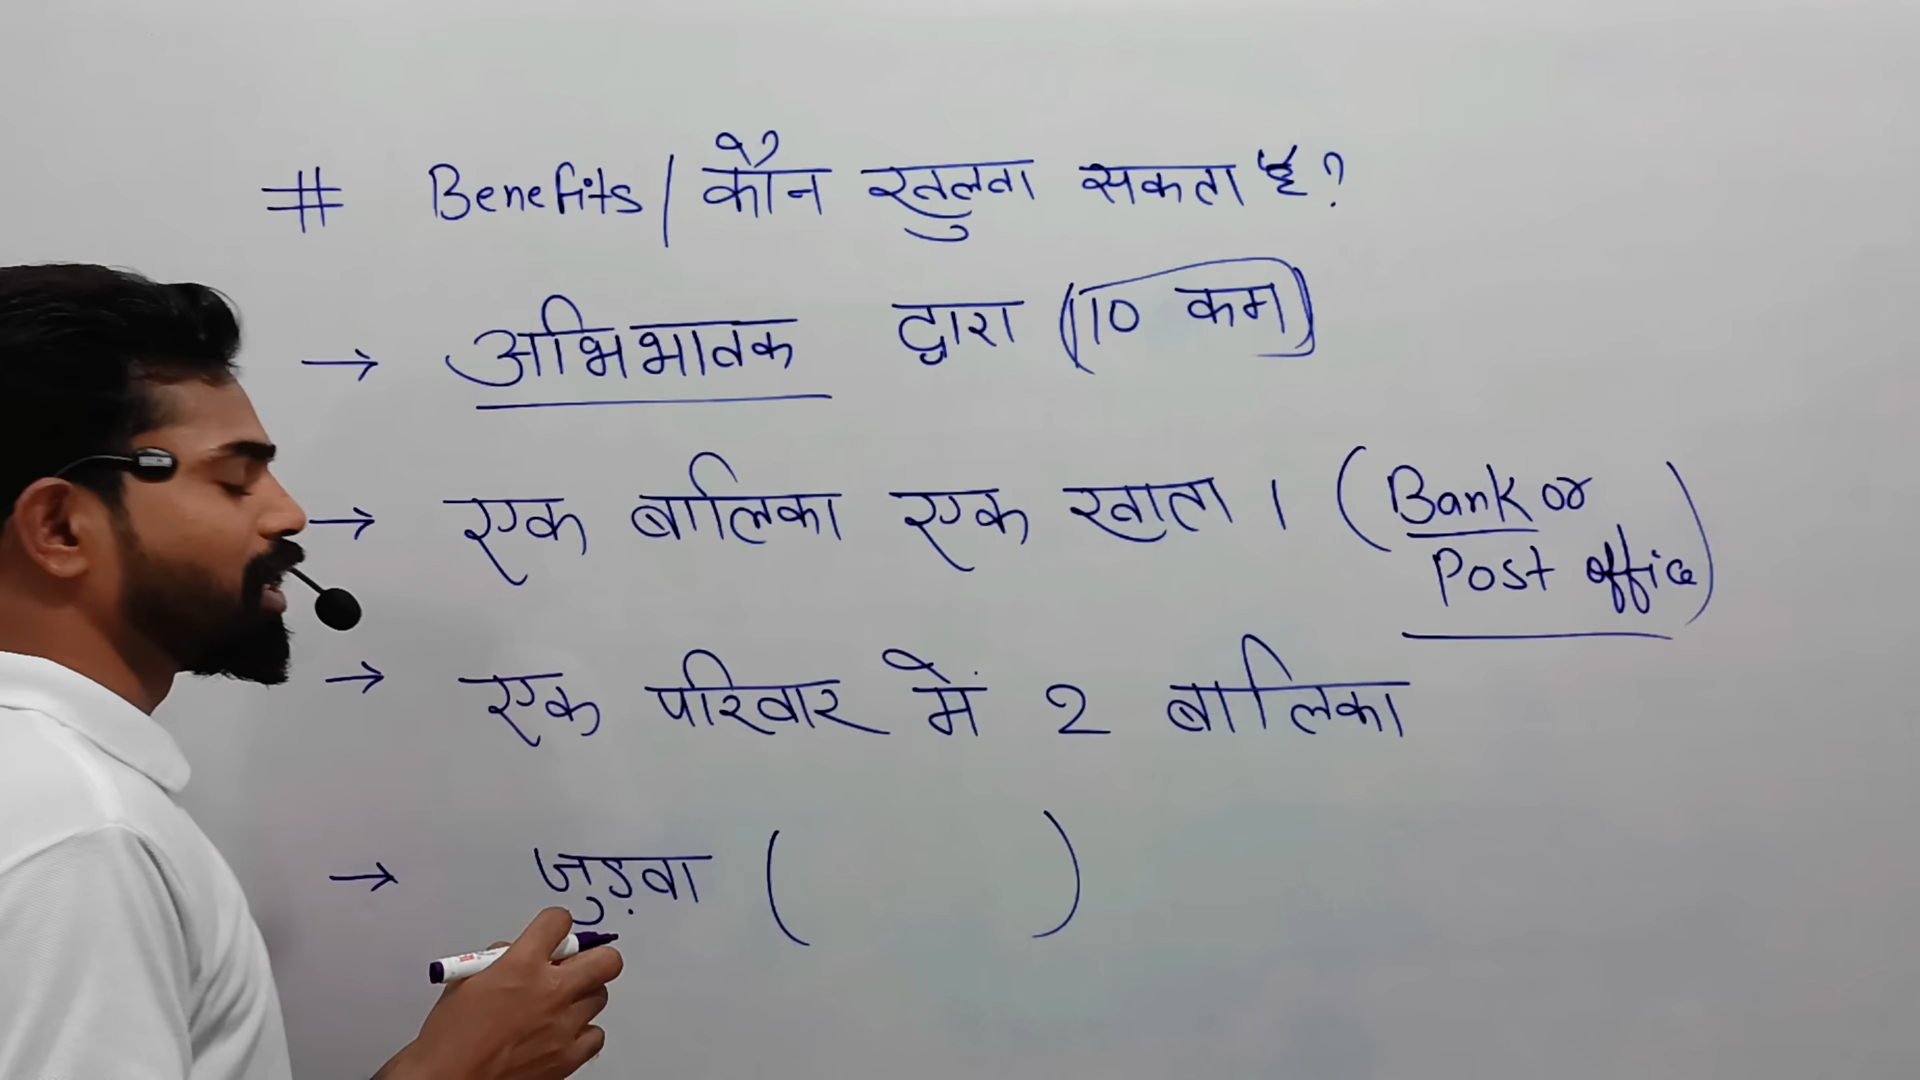 # Benefits / कौन खुलवा सकता है ?
→ अभिभावक द्वारा (10 कम)
→ एक बालिका एक खाता । (Bank or
Post office)
→ एक परिवार में 2 बालिका
→ जुड़वा ( )